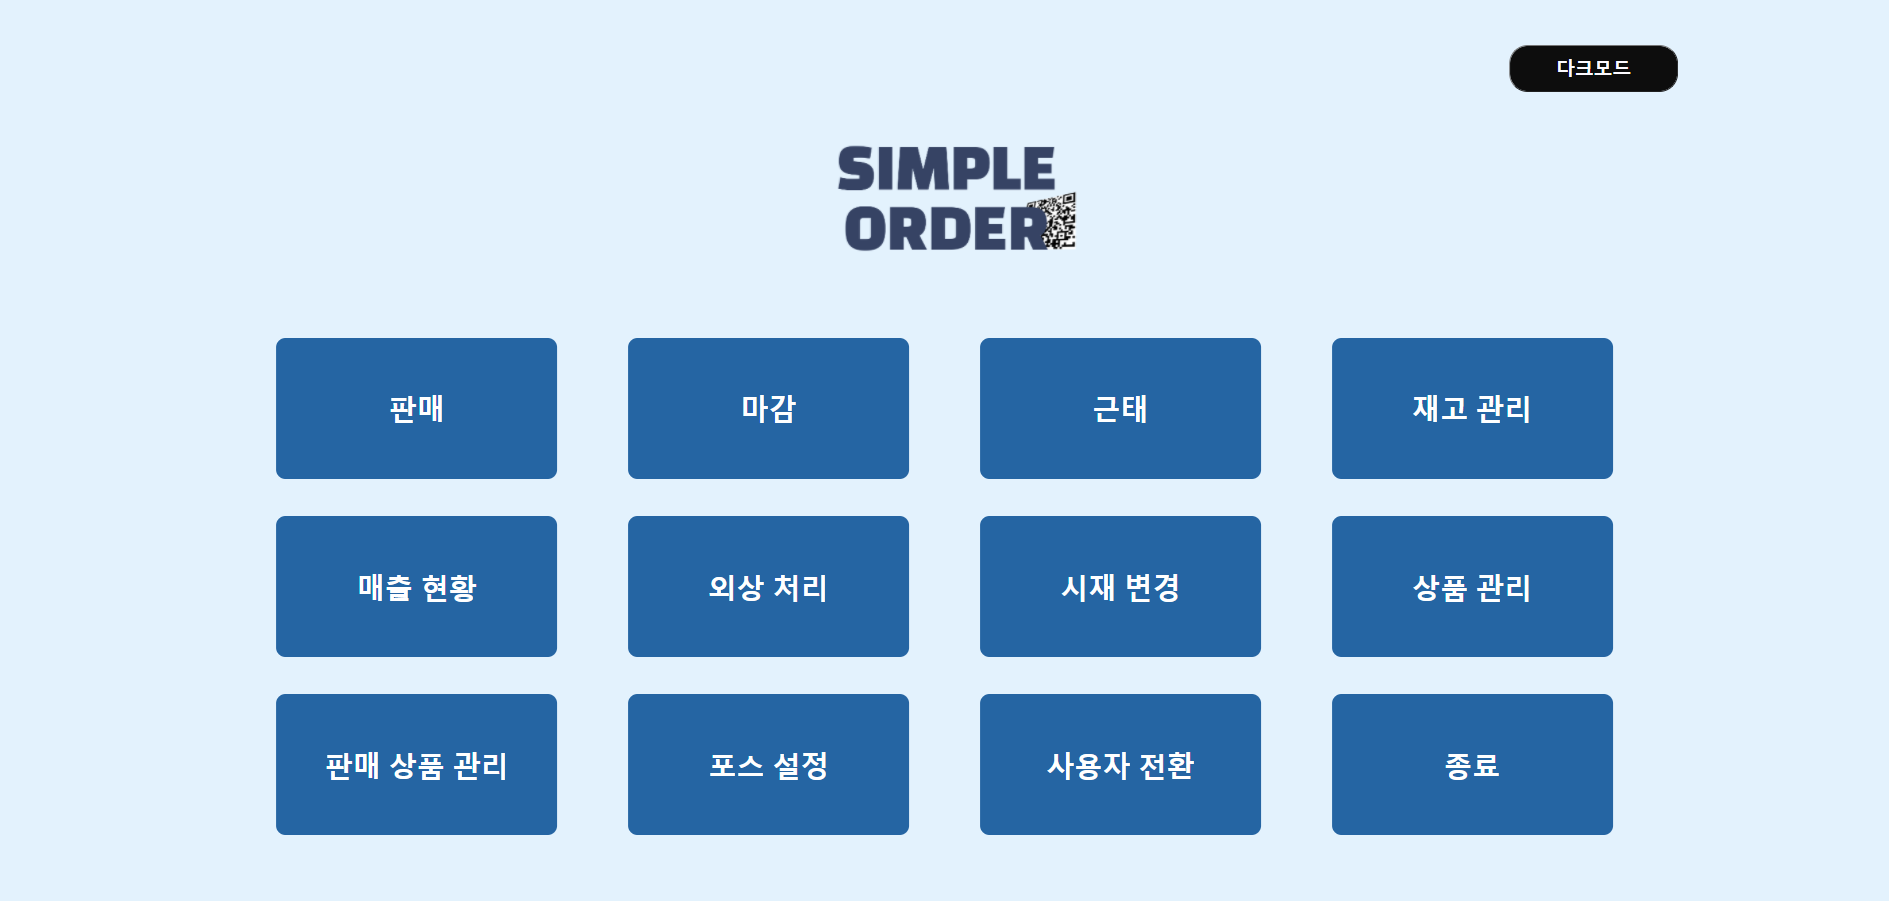 다크모드
SIMPLE
ORDER
판매
마감
근태
재고 관리
매출 현황
외상 처리
시재 변경
상품 관리
판매 상품 관리
포스 설정
사용자 전환
종료